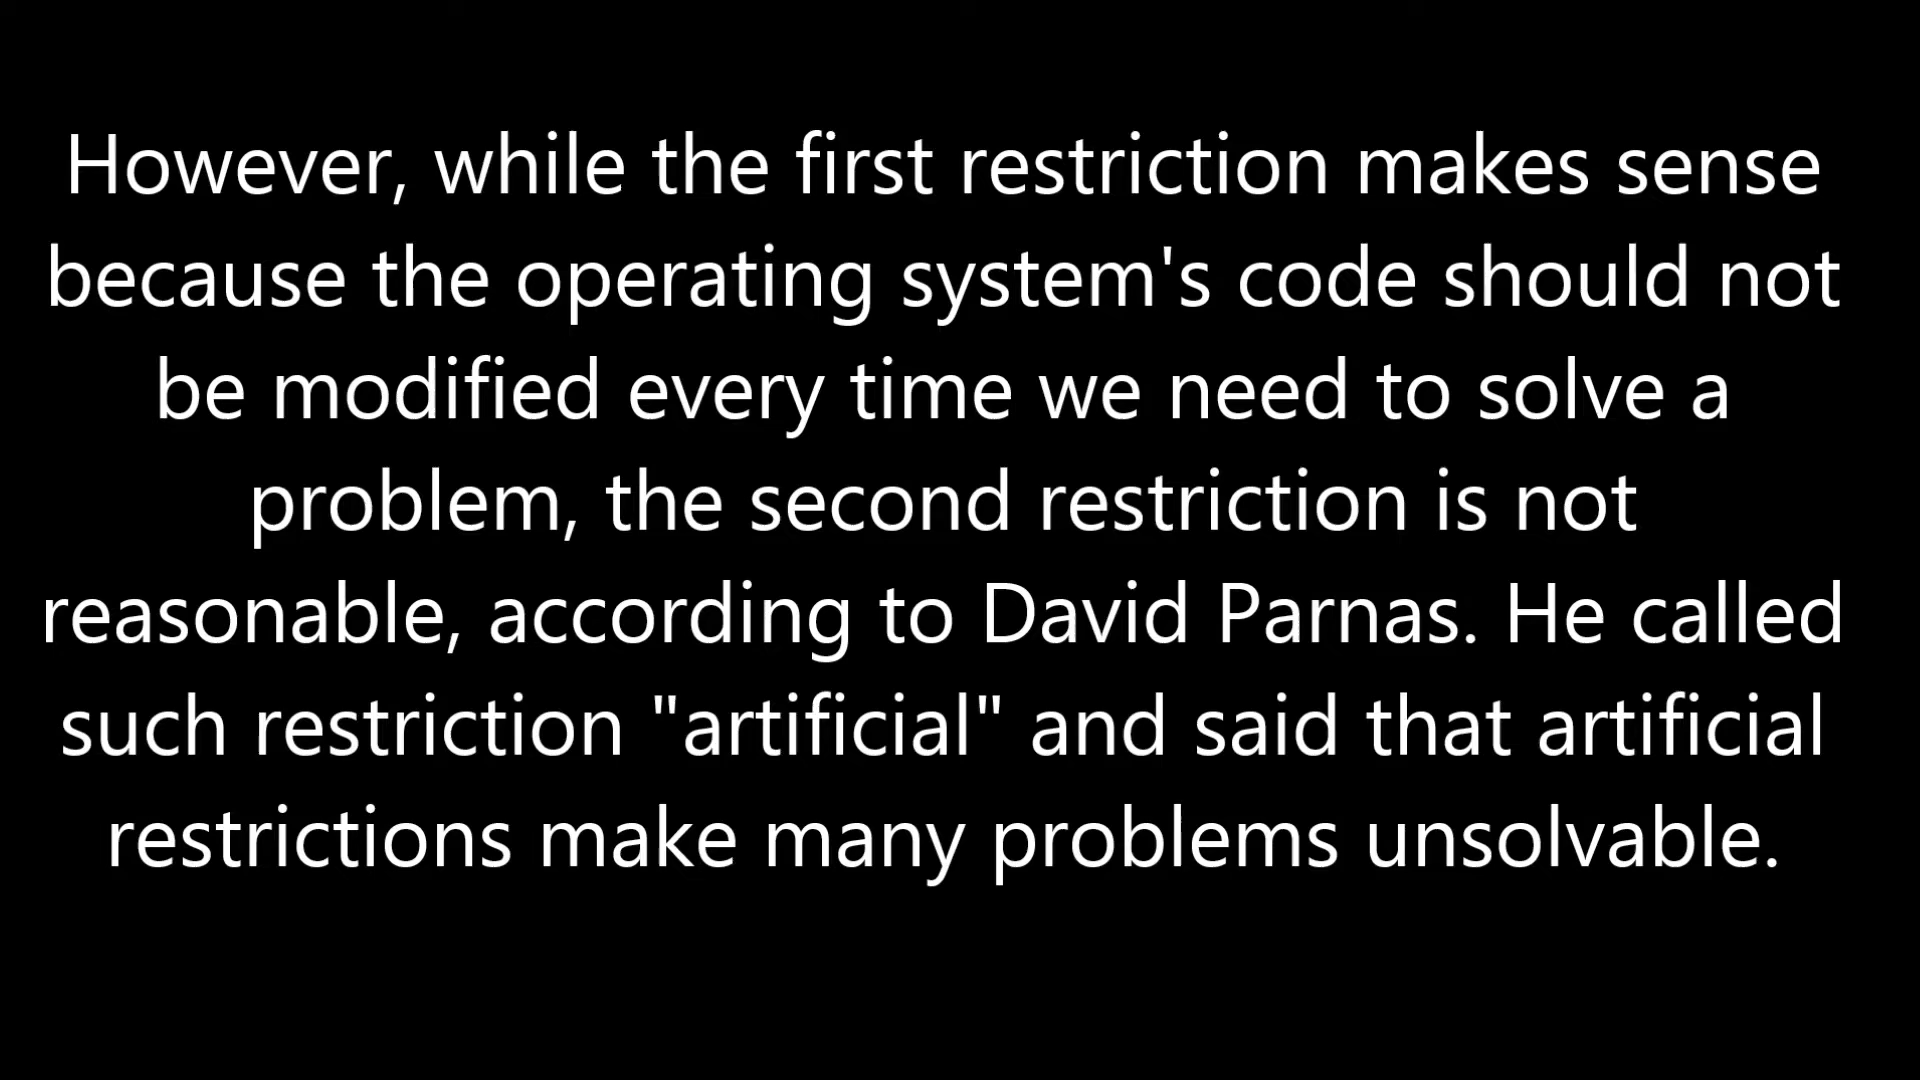 However, while the first restriction makes sense
because the operating system's code should not
be modified every time we need to solve a
problem, the second restriction is not
reasonable, according to David Parnas. He called
such restriction "artificial" and said that artificial
restrictions make many problems unsolvable.